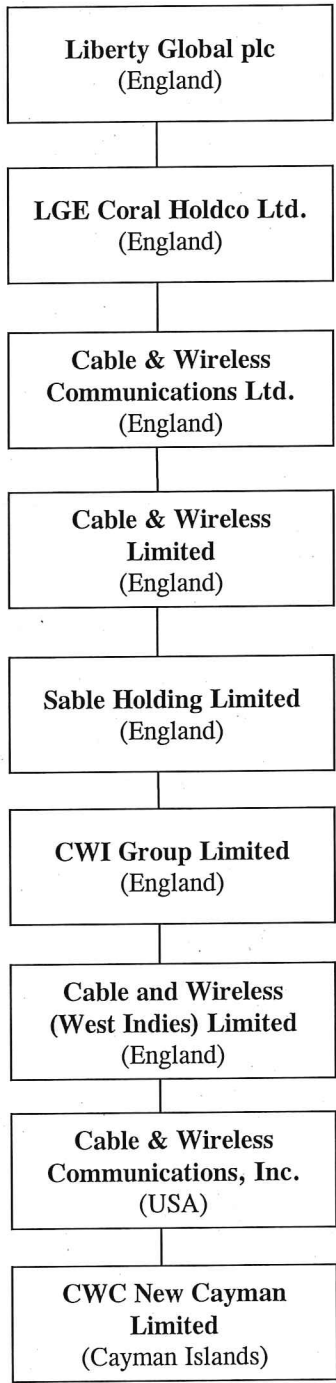 Liberty Global plc
(England)
LGE Coral Holdco Ltd.
(England)
Cable & Wireless
Communications Ltd.
(England)
Cable & Wireless
Limited
(England)
Sable Holding Limited
(England)
CWI Group Limited
(England)
Cable and Wireless
(West Indies) Limited
(England)
Cable & Wireless
Communications, Inc.
(USA)
CWC New Cayman
Limited
(Cayman Islands)